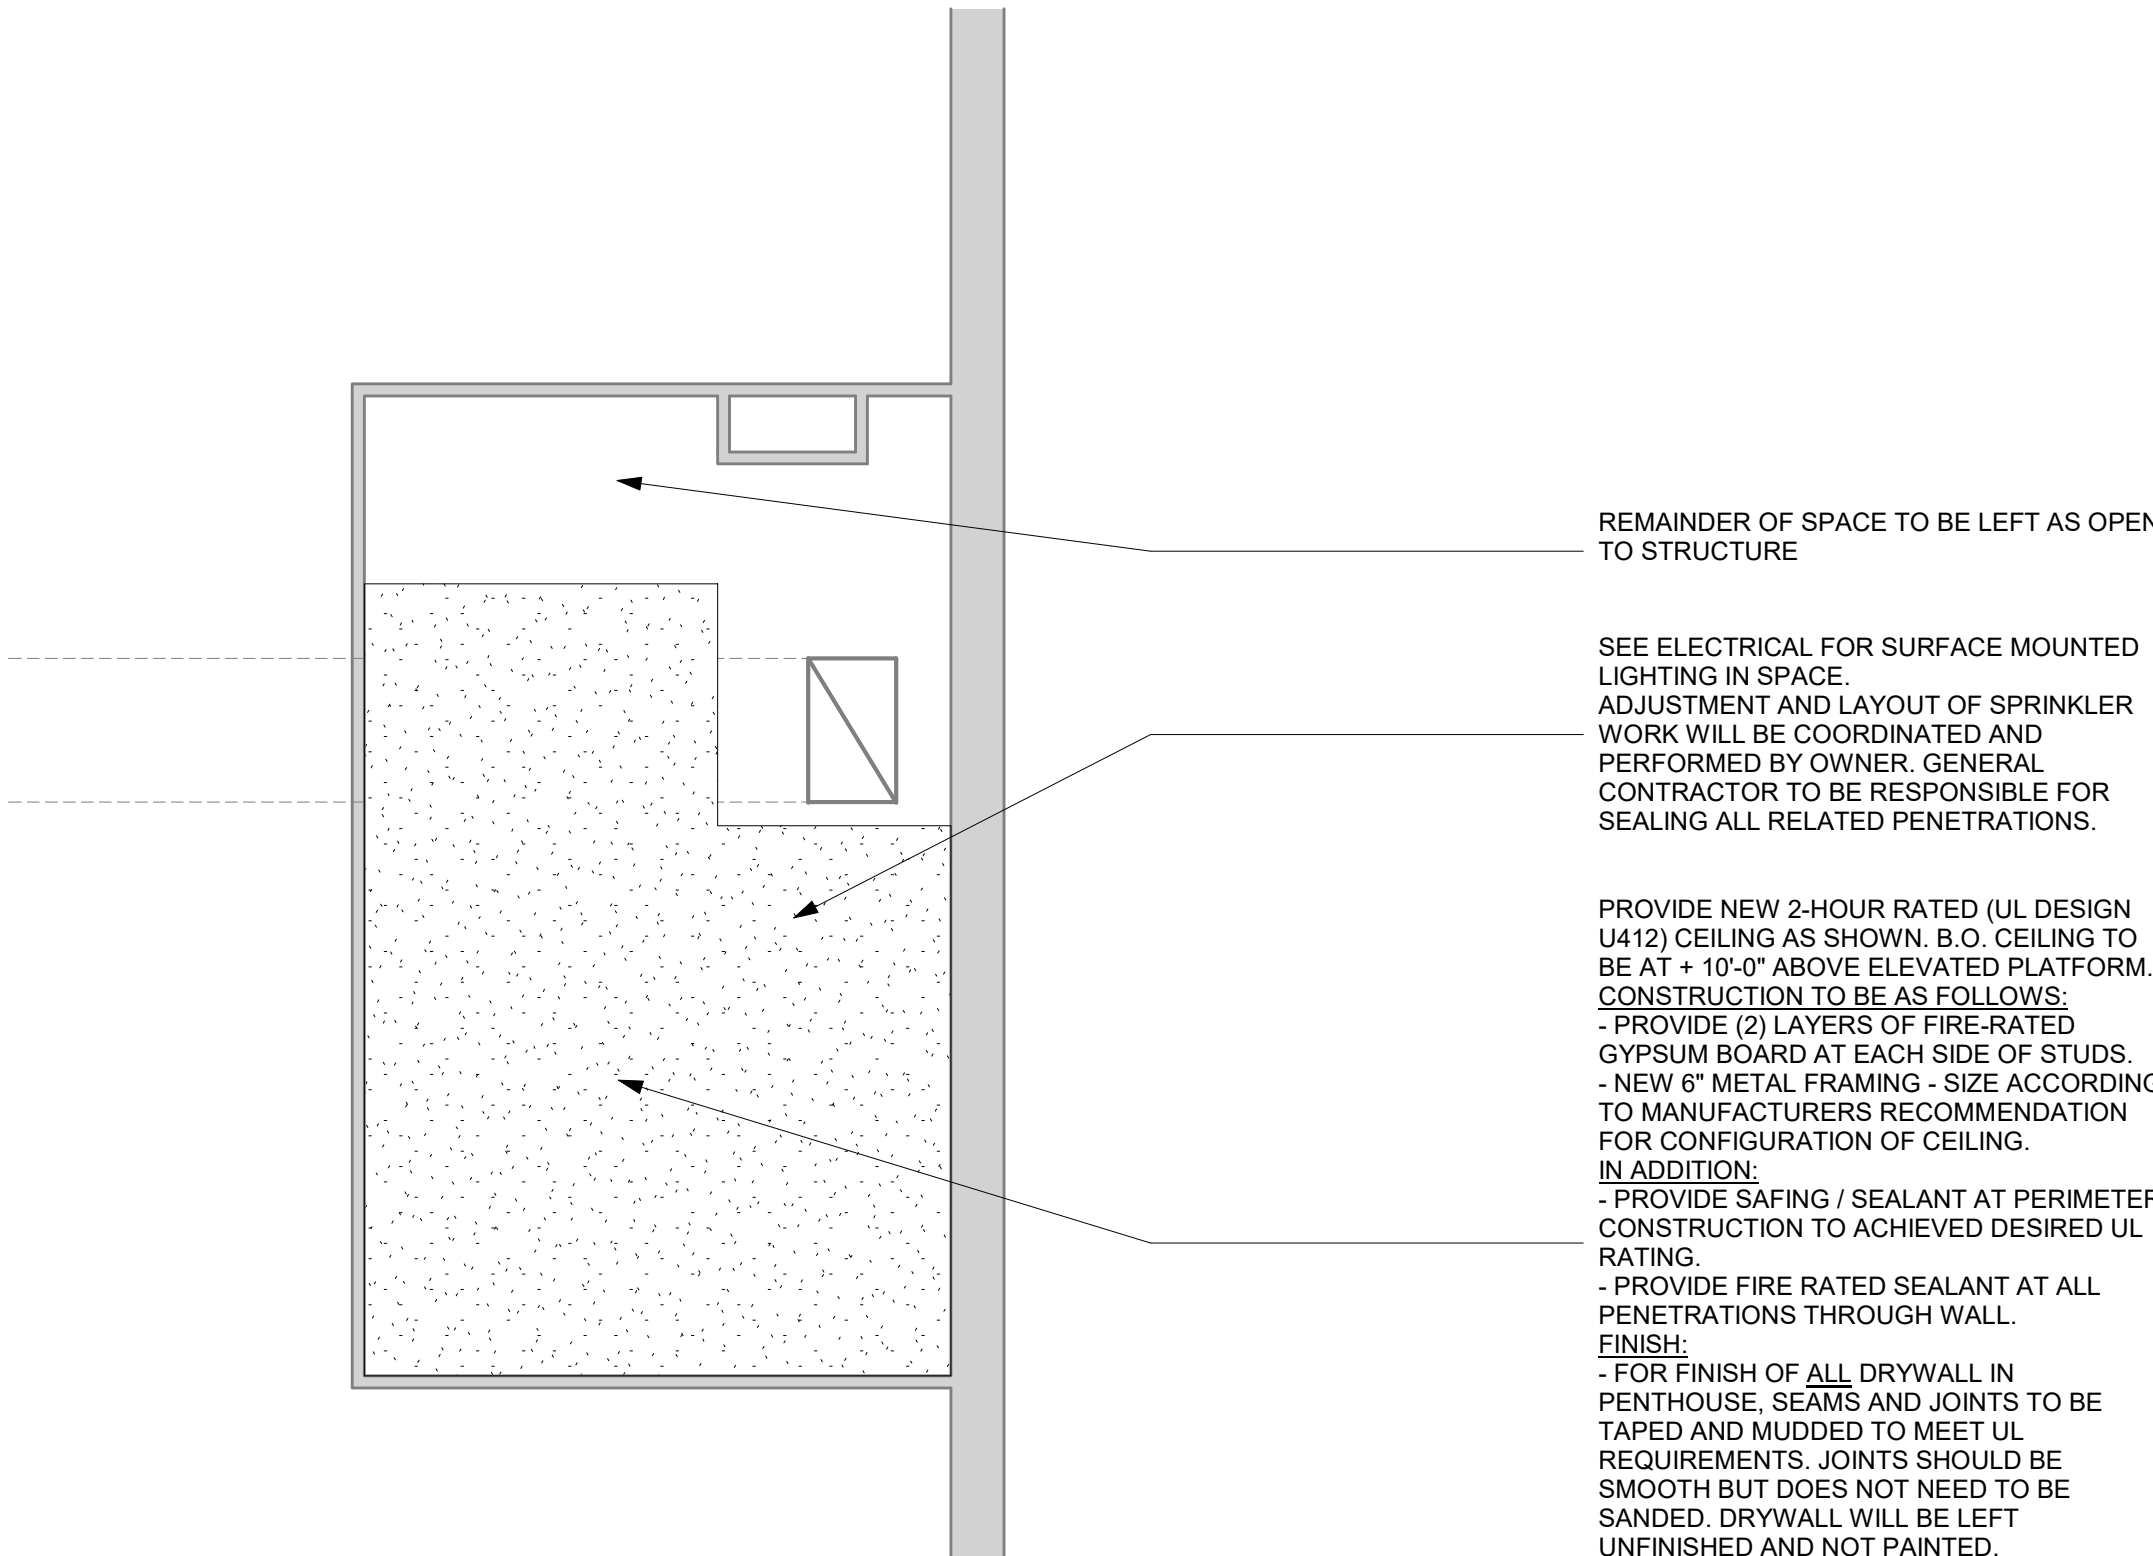 REMAINDER OF SPACE TO BE LEFT AS OPEN
TO STRUCTURE
SEE ELECTRICAL FOR SURFACE MOUNTED
LIGHTING IN SPACE.
ADJUSTMENT AND LAYOUT OF SPRINKLER
WORK WILL BE COORDINATED AND
PERFORMED BY OWNER. GENERAL
CONTRACTOR TO BE RESPONSIBLE FOR
SEALING ALL RELATED PENETRATIONS.
PROVIDE NEW 2-HOUR RATED (UL DESIGN
U412) CEILING AS SHOWN. B.O. CEILING TO
BE AT + 10'-0" ABOVE ELEVATED PLATFORM.
CONSTRUCTION TO BE AS FOLLOWS:
- PROVIDE (2) LAYERS OF FIRE-RATED
GYPSUM BOARD AT EACH SIDE OF STUDS.
- NEW 6" METAL FRAMING - SIZE ACCORDING
TO MANUFACTURERS RECOMMENDATION
FOR CONFIGURATION OF CEILING.
IN ADDITION:
- PROVIDE SAFING / SEALANT AT PERIMETER
CONSTRUCTION TO ACHIEVED DESIRED UL
RATING.
- PROVIDE FIRE RATED SEALANT AT ALL
PENETRATIONS THROUGH WALL.
FINISH:
- FOR FINISH OF ALL DRYWALL IN
PENTHOUSE, SEAMS AND JOINTS TO BE
TAPED AND MUDDED TO MEET UL
REQUIREMENTS. JOINTS SHOULD BE
SMOOTH BUT DOES NOT NEED TO BE
SANDED. DRYWALL WILL BE LEFT
UNFINISHED AND NOT PAINTED.